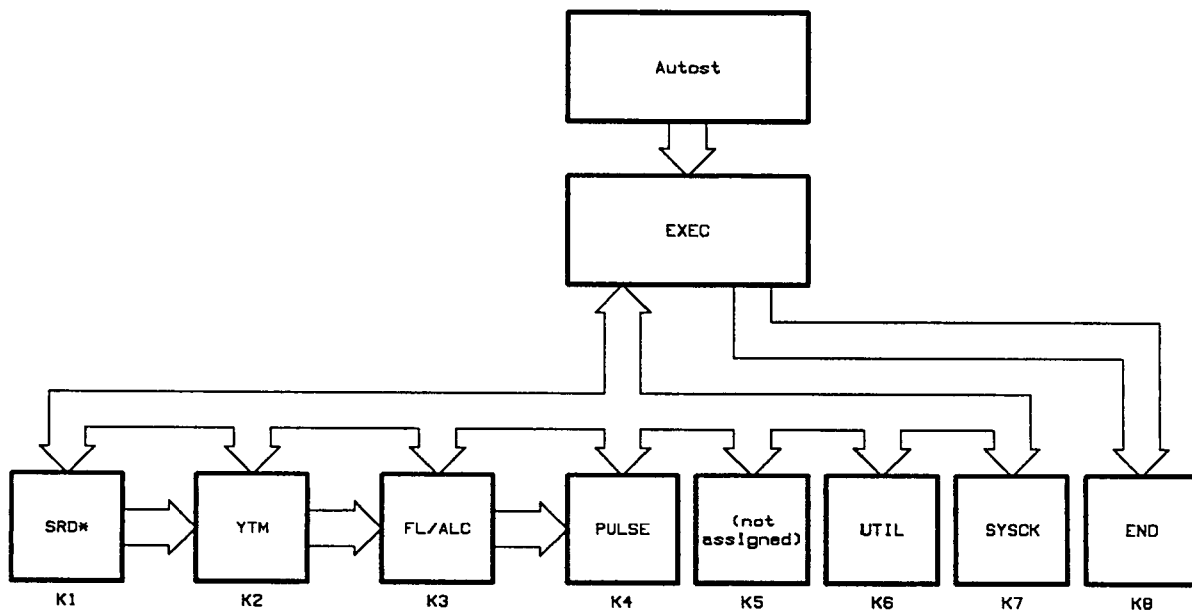 Autost
EXEC
SRD*
YTM
FL/ALC
PULSE
(not
assigned)
UTIL
SYSCK
END
K1
K2
K3
K4
K5
K6
K7
K8